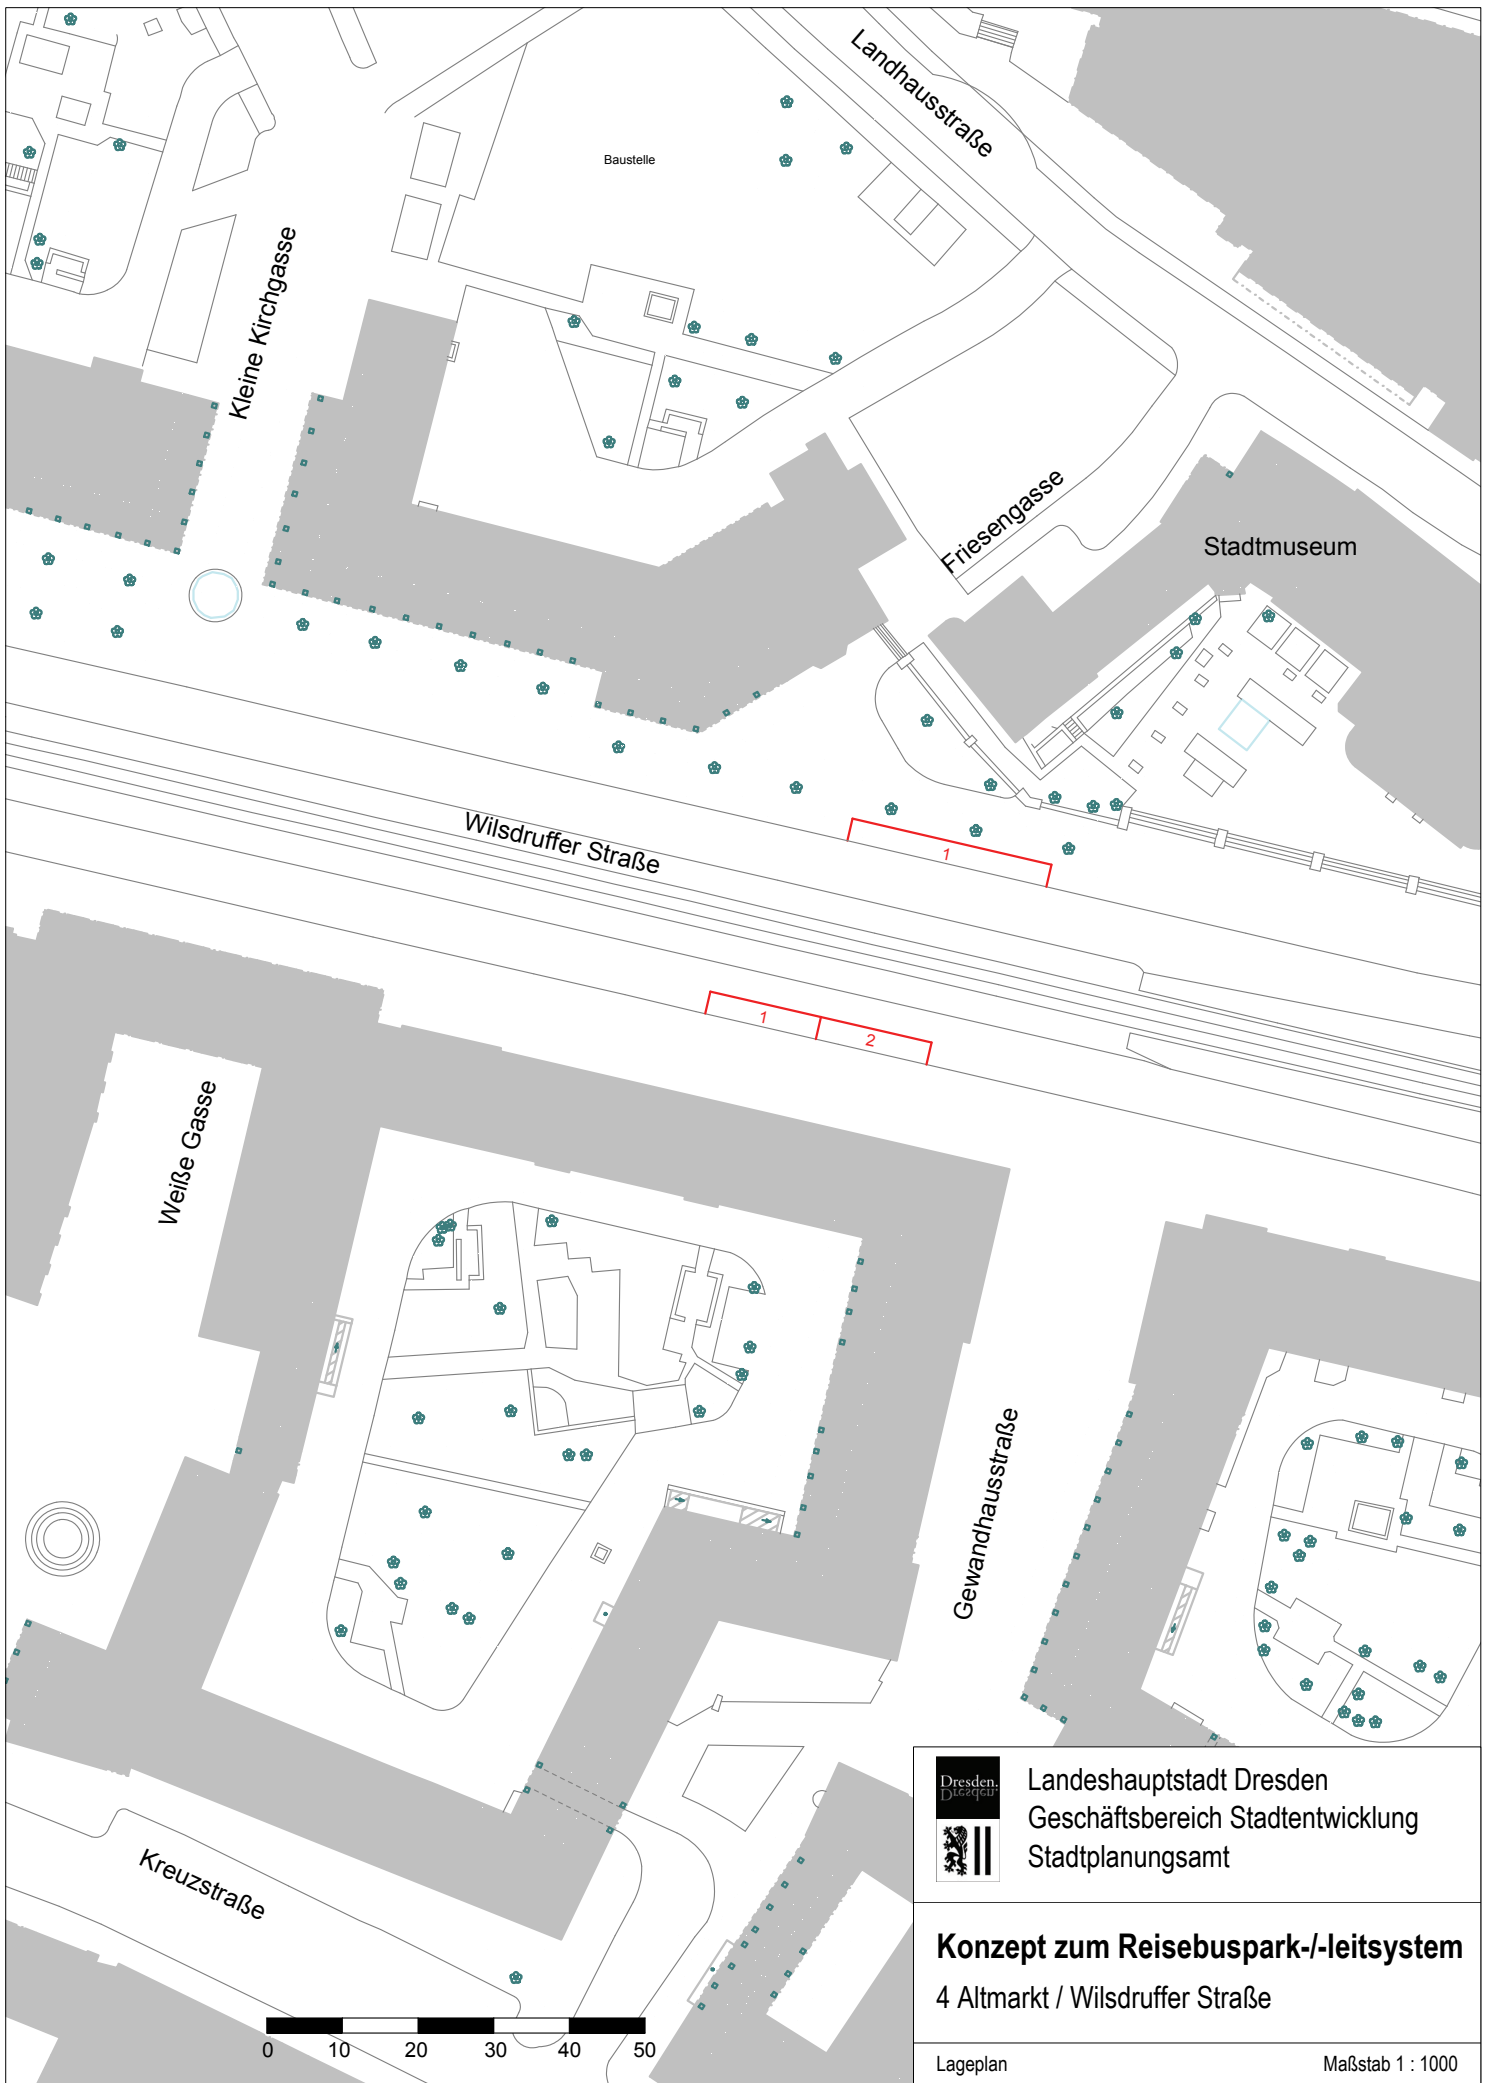 Landhausstraße
Baustelle
Kleine Kirchgasse
Friesengasse
Stadtmuseum
Wilsdruffer Straße
1
1
2
Weiße Gasse
Gewandhausstraße
Kreuzstraße
0 10 20 30 40 50
Dresden.
Dresden.
Landeshauptstadt Dresden
Geschäftsbereich Stadtentwicklung
Stadtplanungsamt
Konzept zum Reisebuspark-/-leitsystem
4 Altmarkt / Wilsdruffer Straße
Lageplan Maßstab 1 : 1000